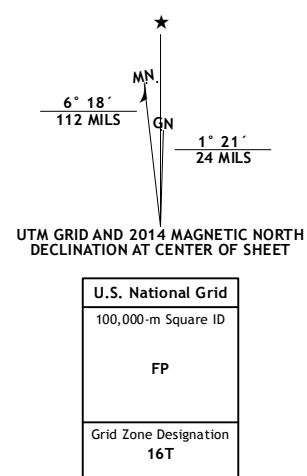 ★
MN
GN
6° 18´
112 MILS
1° 21´
24 MILS
UTM GRID AND 2014 MAGNETIC NORTH
DECLINATION AT CENTER OF SHEET
U.S. National Grid
100,000-m Square ID
FP
Grid Zone Designation
16T